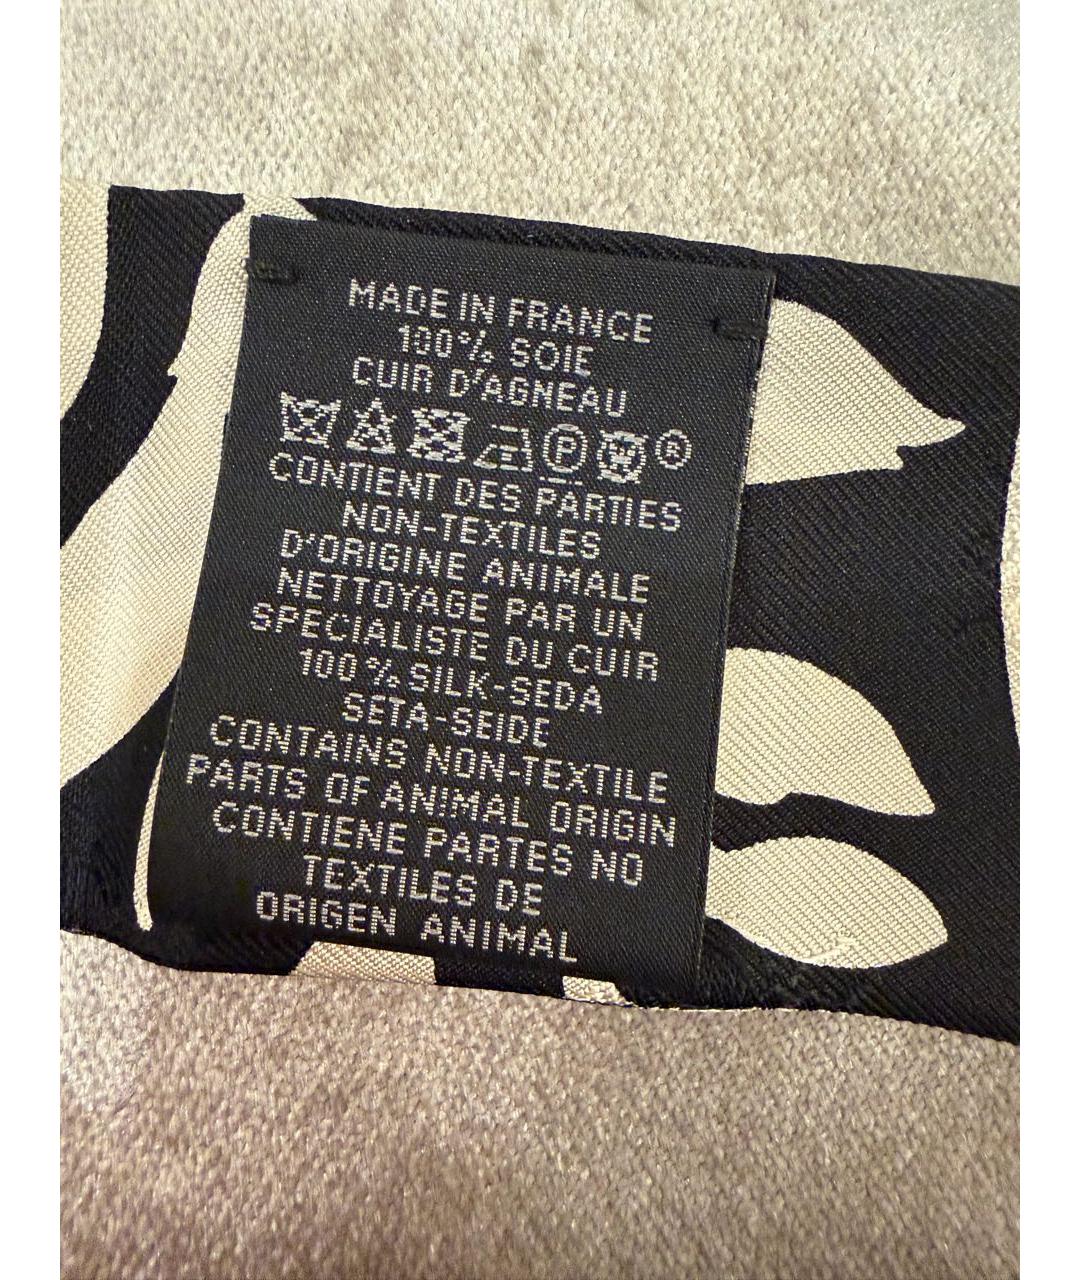 MADE IN FRANCE
100% SOIE
CUIR D'AGNEAU
P ®
CONTIENT DES PARTIES
NON-TEXTILES
D'ORIGINE ANIMALE
NETTOYAGE PAR UN
SPECIALISTE DU CUIR
100% SILK-SEDA
SETA-SEIDE
CONTAINS NON-TEXTILE
PARTS OF ANIMAL ORIGIN
CONTIENE PARTES NO
TEXTILES DE
ORIGEN ANIMAL